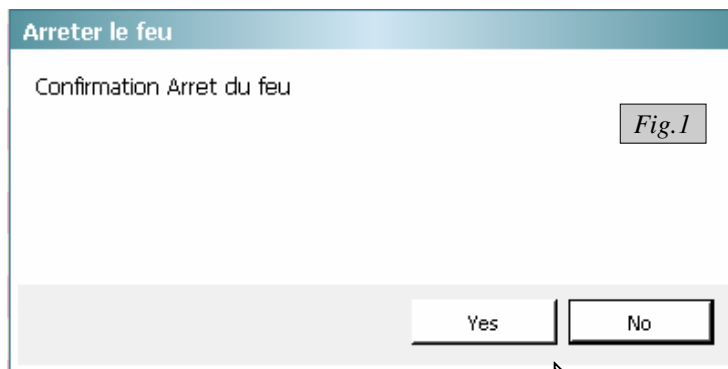 Arreter le feu
Confirmation Arret du feu
Fig.1
Yes No